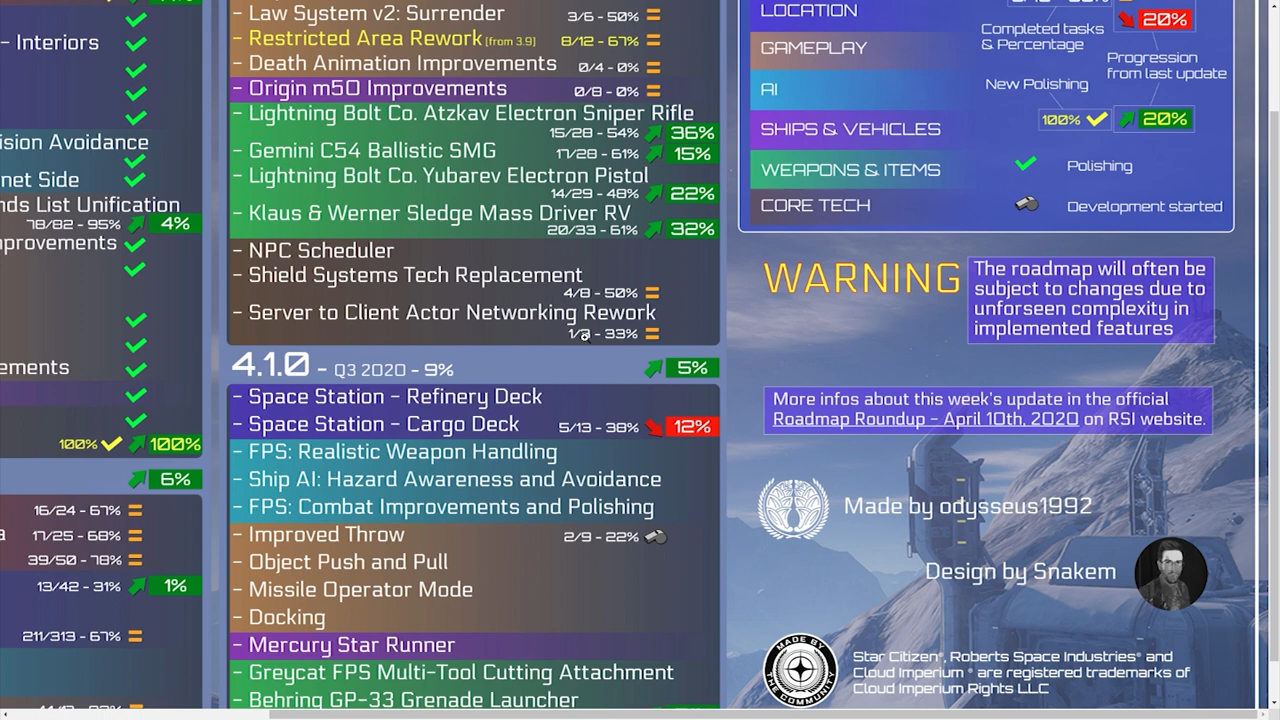 - Interiors
ision Avoidance
net Side
nds List Unification
78/82 - 95% 4%
mprovements
ements
100% 100%
6%
16/24 - 67%
17/25 - 68%
39/50 - 78%
13/42 - 31% 1%
211/313 - 67%
- Law System v2: Surrender 3/6 - 50%
- Restricted Area Rework [from 3.9] 8/12 - 67%
- Death Animation Improvements 0/4 - 0%
- Origin m50 Improvements 0/8 - 0%
- Lightning Bolt Co. Atzkav Electron Sniper Rifle
15/28 - 54% 36%
- Gemini C54 Ballistic SMG 17/28 - 61% 15%
- Lightning Bolt Co. Yubarev Electron Pistol
14/29 - 48% 22%
- Klaus & Werner Sledge Mass Driver RV
20/33 - 61% 32%
- NPC Scheduler
- Shield Systems Tech Replacement
4/8 - 50%
- Server to Client Actor Networking Rework
- 33%
4.1.0 - Q3 2020 - 9% 5%
- Space Station - Refinery Deck
- Space Station - Cargo Deck 5/13 - 38% 12%
- FPS: Realistic Weapon Handling
- Ship AI: Hazard Awareness and Avoidance
- FPS: Combat Improvements and Polishing
- Improved Throw 2/9 - 22%
- Object Push and Pull
- Missile Operator Mode
- Docking
- Mercury Star Runner
- Greycat FPS Multi-Tool Cutting Attachment
- Behring GP-33 Grenade Launcher
LOCATION
GAMEPLAY
AI
SHIPS & VEHICLES
WEAPONS & ITEMS
CORE TECH
20%
Completed tasks
& Percentage
Progression
from last update
New Polishing
100% 20%
Polishing
Development started
WARNING
The roadmap will often be
subject to changes due to
unforseen complexity in
implemented features
More infos about this week's update in the official
Roadmap Roundup - April 10th, 2020 on RSI website.
Made by odysseus1992
Design by Snakem
MADE BY
THE COMMUNITY
Star Citizen®, Roberts Space Industries® and
Cloud Imperium ® are registered trademarks of
Cloud Imperium Rights LLC